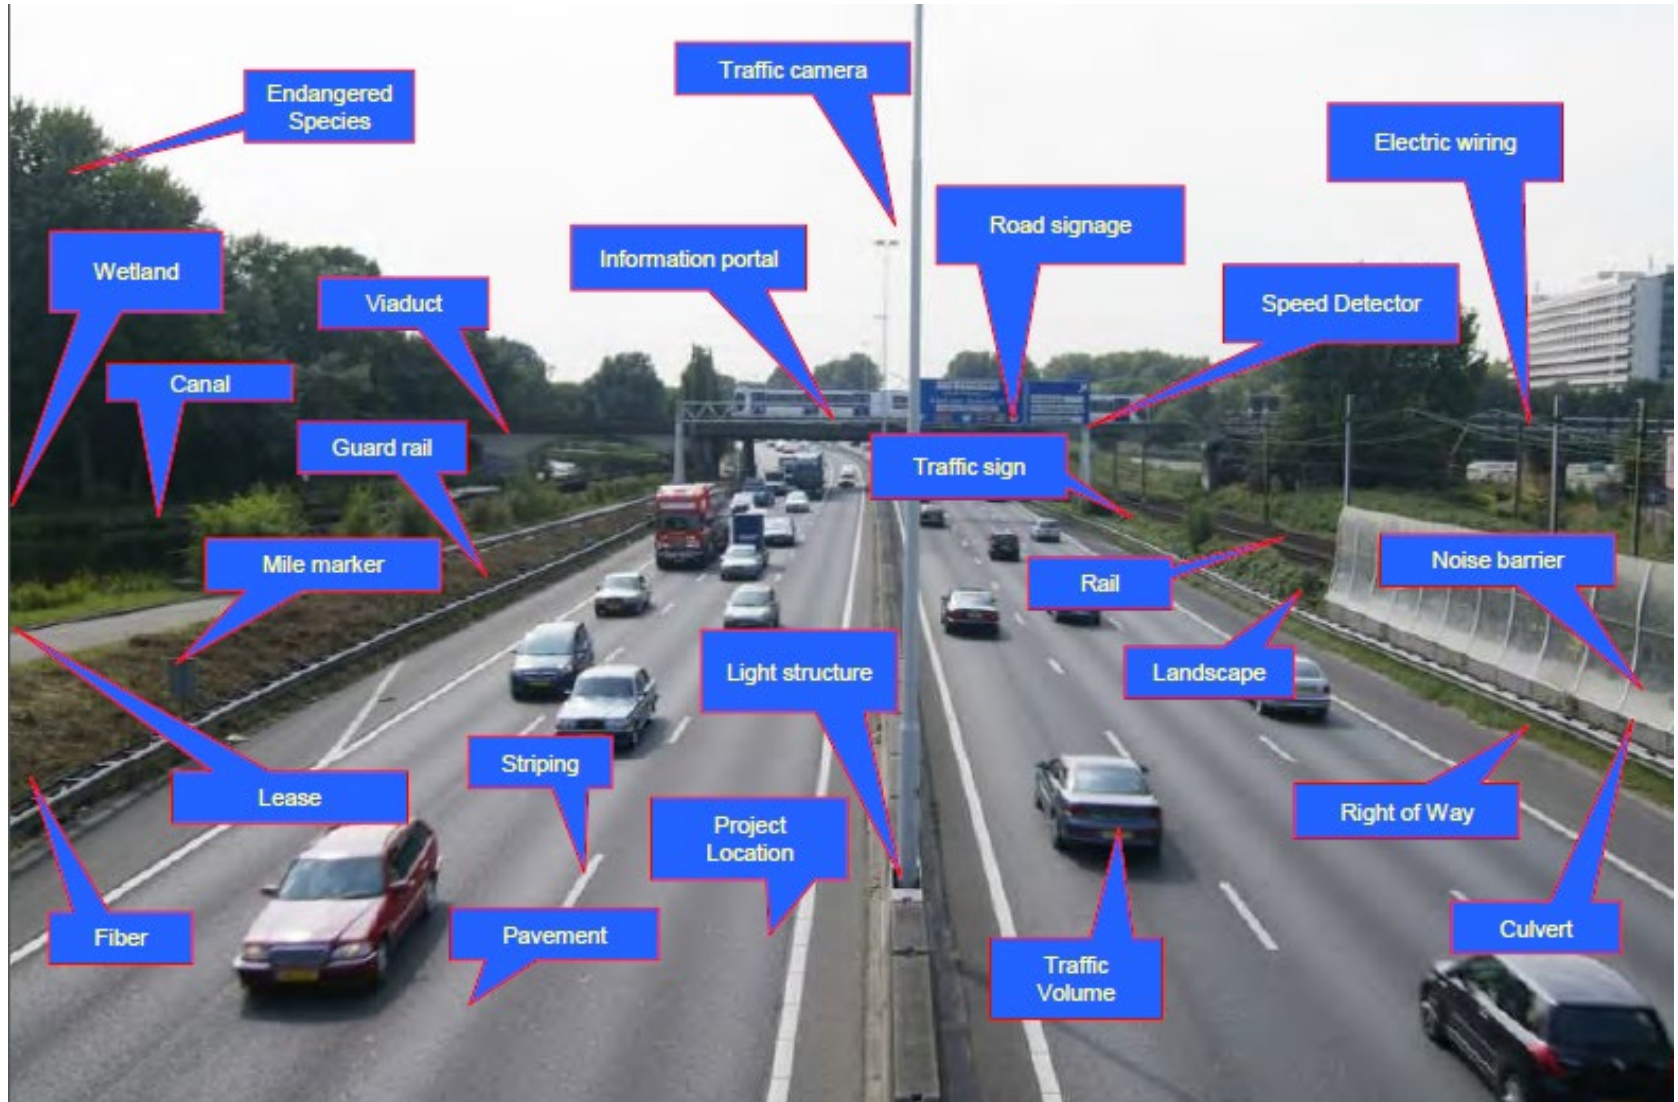 Traffic camera
Endangered
Species
Electric wiring
Road signage
Information portal
Wetland
Viaduct
Speed Detector
Canal
Guard rail
Traffic sign
Mile marker
Noise barrier
Rail
Light structure
Landscape
Striping
Lease
Project
Location
Right of Way
Fiber
Pavement
Culvert
Traffic
Volume